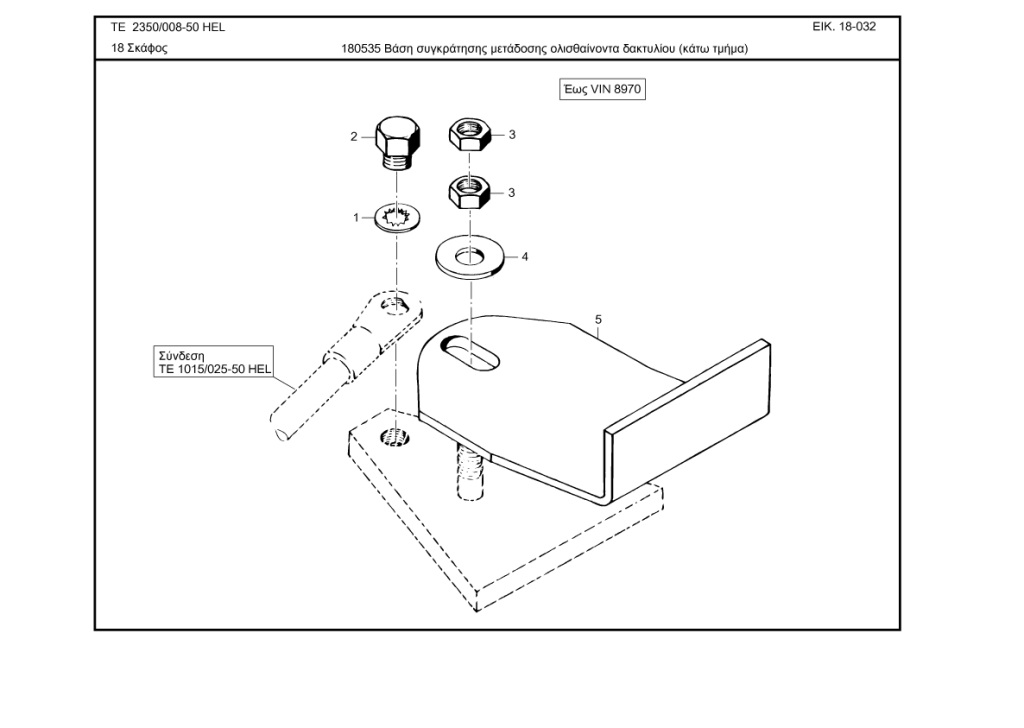 TE 2350/008-50 HEL
ΕΙΚ. 18-032
18 Σκάφος
180535 Βάση συγκράτησης μετάδοσης ολισθαίνοντα δακτυλίου (κάτω τμήμα)
Έως VIN 8970
2
3
3
1
4
5
Σύνδεση
TE 1015/025-50 HEL